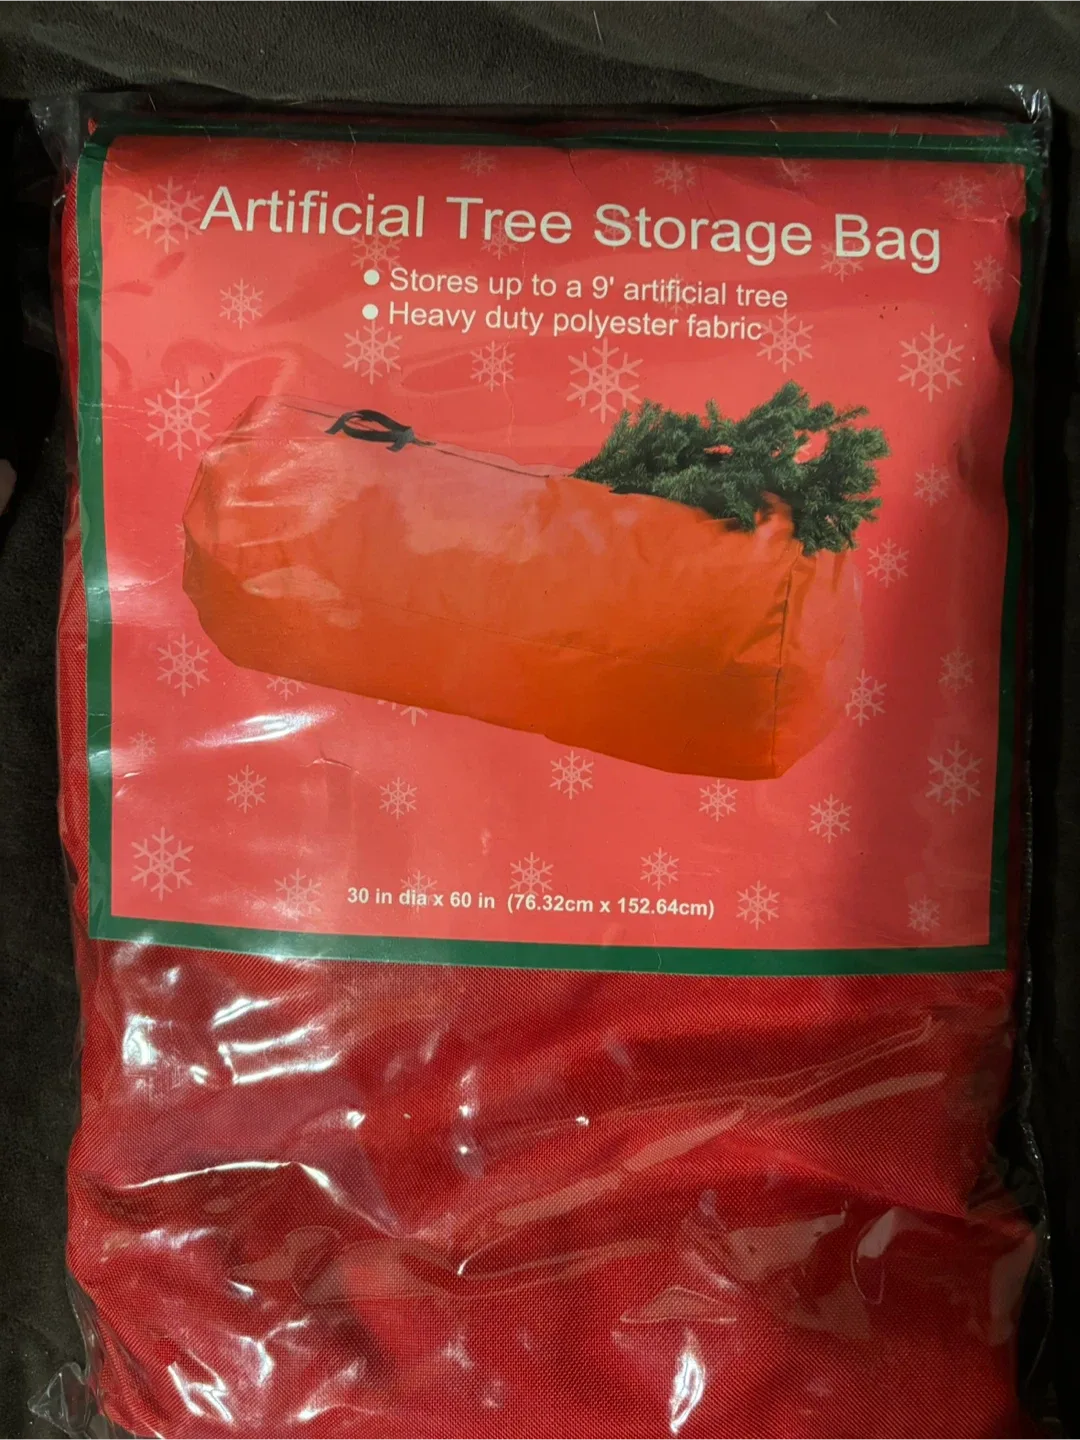 Artificial Tree Storage Bag
● Stores up to a 9' artificial tree
● Heavy duty polyester fabric
30 in dia x 60 in (76.32cm x 152.64cm)